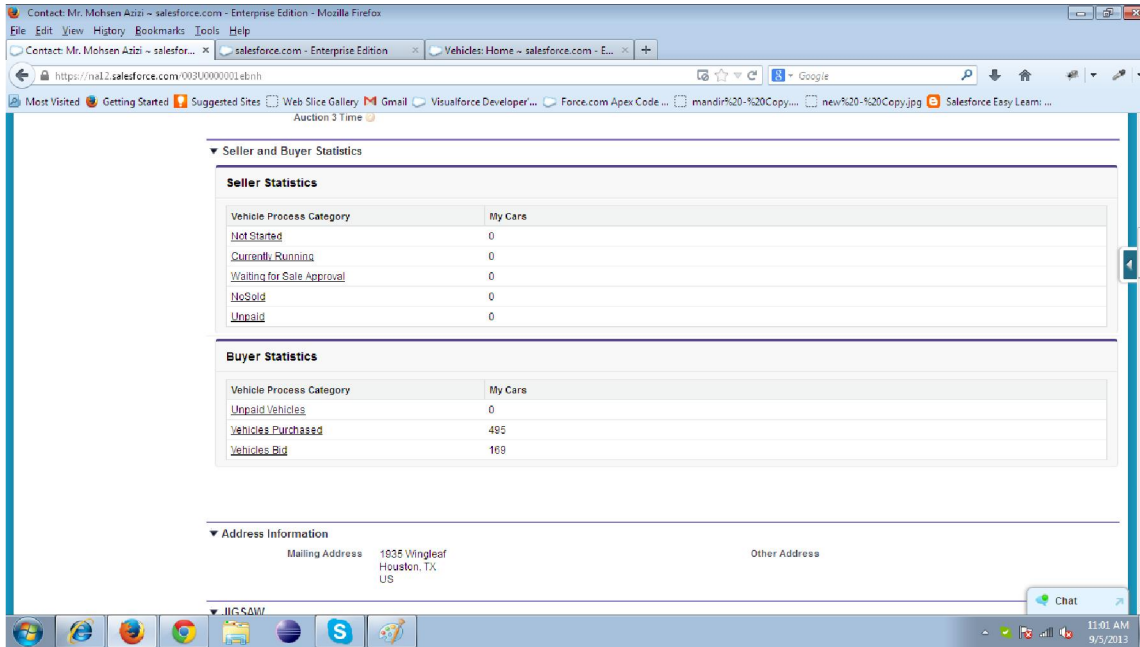 Contact: Mr. Mohsen Azizi ~ salesforce.com - Enterprise Edition - Mozilla Firefox
File Edit View History Bookmarks Tools Help
Contact: Mr. Mohsen Azizi ~ salesfor... × salesforce.com - Enterprise Edition × Vehicles: Home ~ salesforce.com - E... × +
https://na12.salesforce.com/003U0000001ebnh Google
Most Visited Getting Started Suggested Sites Web Slice Gallery Gmail Visualforce Developer'... Force.com Apex Code ... mandir%20-%20Copy.... new%20-%20Copy.jpg Salesforce Easy Learn: ...
Auction 3 Time
Seller and Buyer Statistics
Seller Statistics
Vehicle Process Category My Cars
Not Started 0
Currently Running 0
Waiting for Sale Approval 0
NoSold 0
Unpaid 0
Buyer Statistics
Vehicle Process Category My Cars
Unpaid Vehicles 0
Vehicles Purchased 495
Vehicles Bid 169
Address Information
Mailing Address 1935 Wingleaf Other Address
Houston, TX
US
JIGSAW
Chat
11:01 AM
9/5/2013